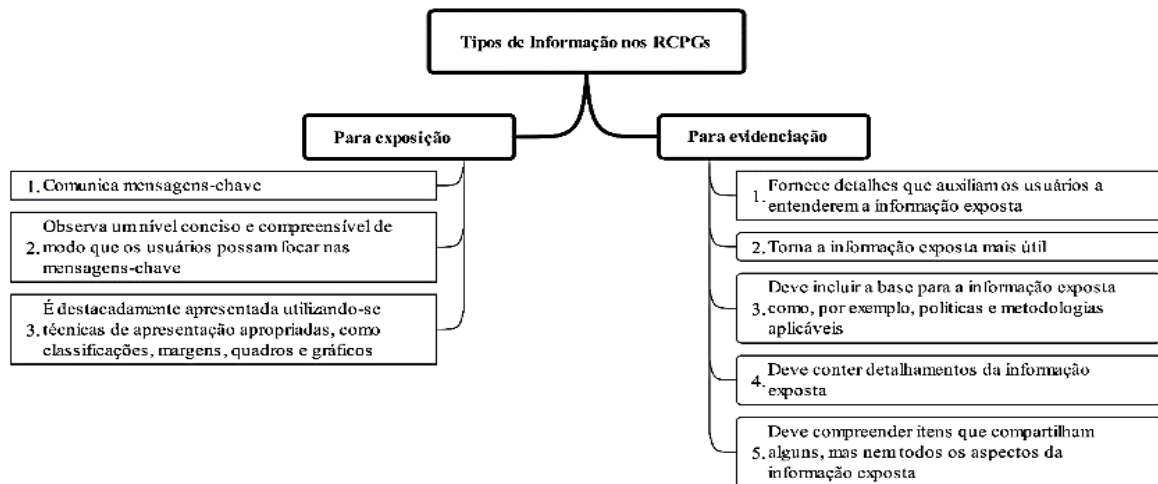 Tipos de Informação nos RCPGs
Para exposição
1. Comunica mensagens-chave
Observa um nível conciso e compreensível de
2. modo que os usuários possam focar nas
mensagens-chave
É destacadamente apresentada utilizando-se
3. técnicas de apresentação apropriadas, como
classificações, margens, quadros e gráficos
Para evidenciação
1. Fornece detalhes que auxiliam os usuários a
entenderem a informação exposta
2. Torna a informação exposta mais útil
Deve incluir a base para a informação exposta
3. como, por exemplo, políticas e metodologias
aplicáveis
4. Deve conter detalhamentos da informação
exposta
Deve compreender itens que compartilham
5. alguns, mas nem todos os aspectos da
informação exposta